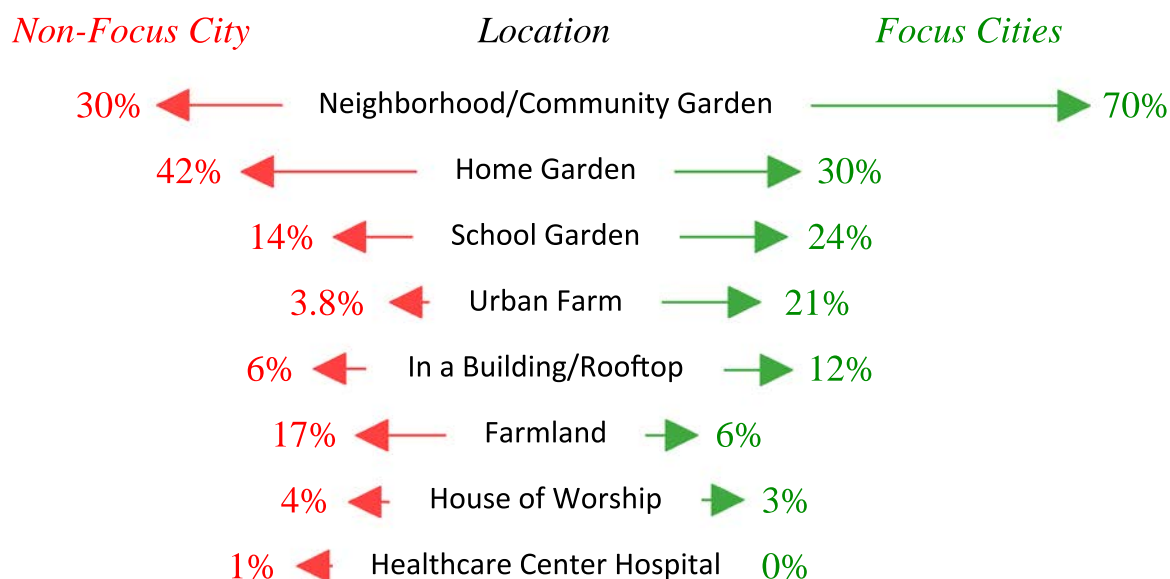 Non-Focus City Location Focus Cities
30% Neighborhood/Community Garden 70%
42% Home Garden 30%
14% School Garden 24%
3.8% Urban Farm 21%
6% In a Building/Rooftop 12%
17% Farmland 6%
4% House of Worship 3%
1% Healthcare Center Hospital 0%